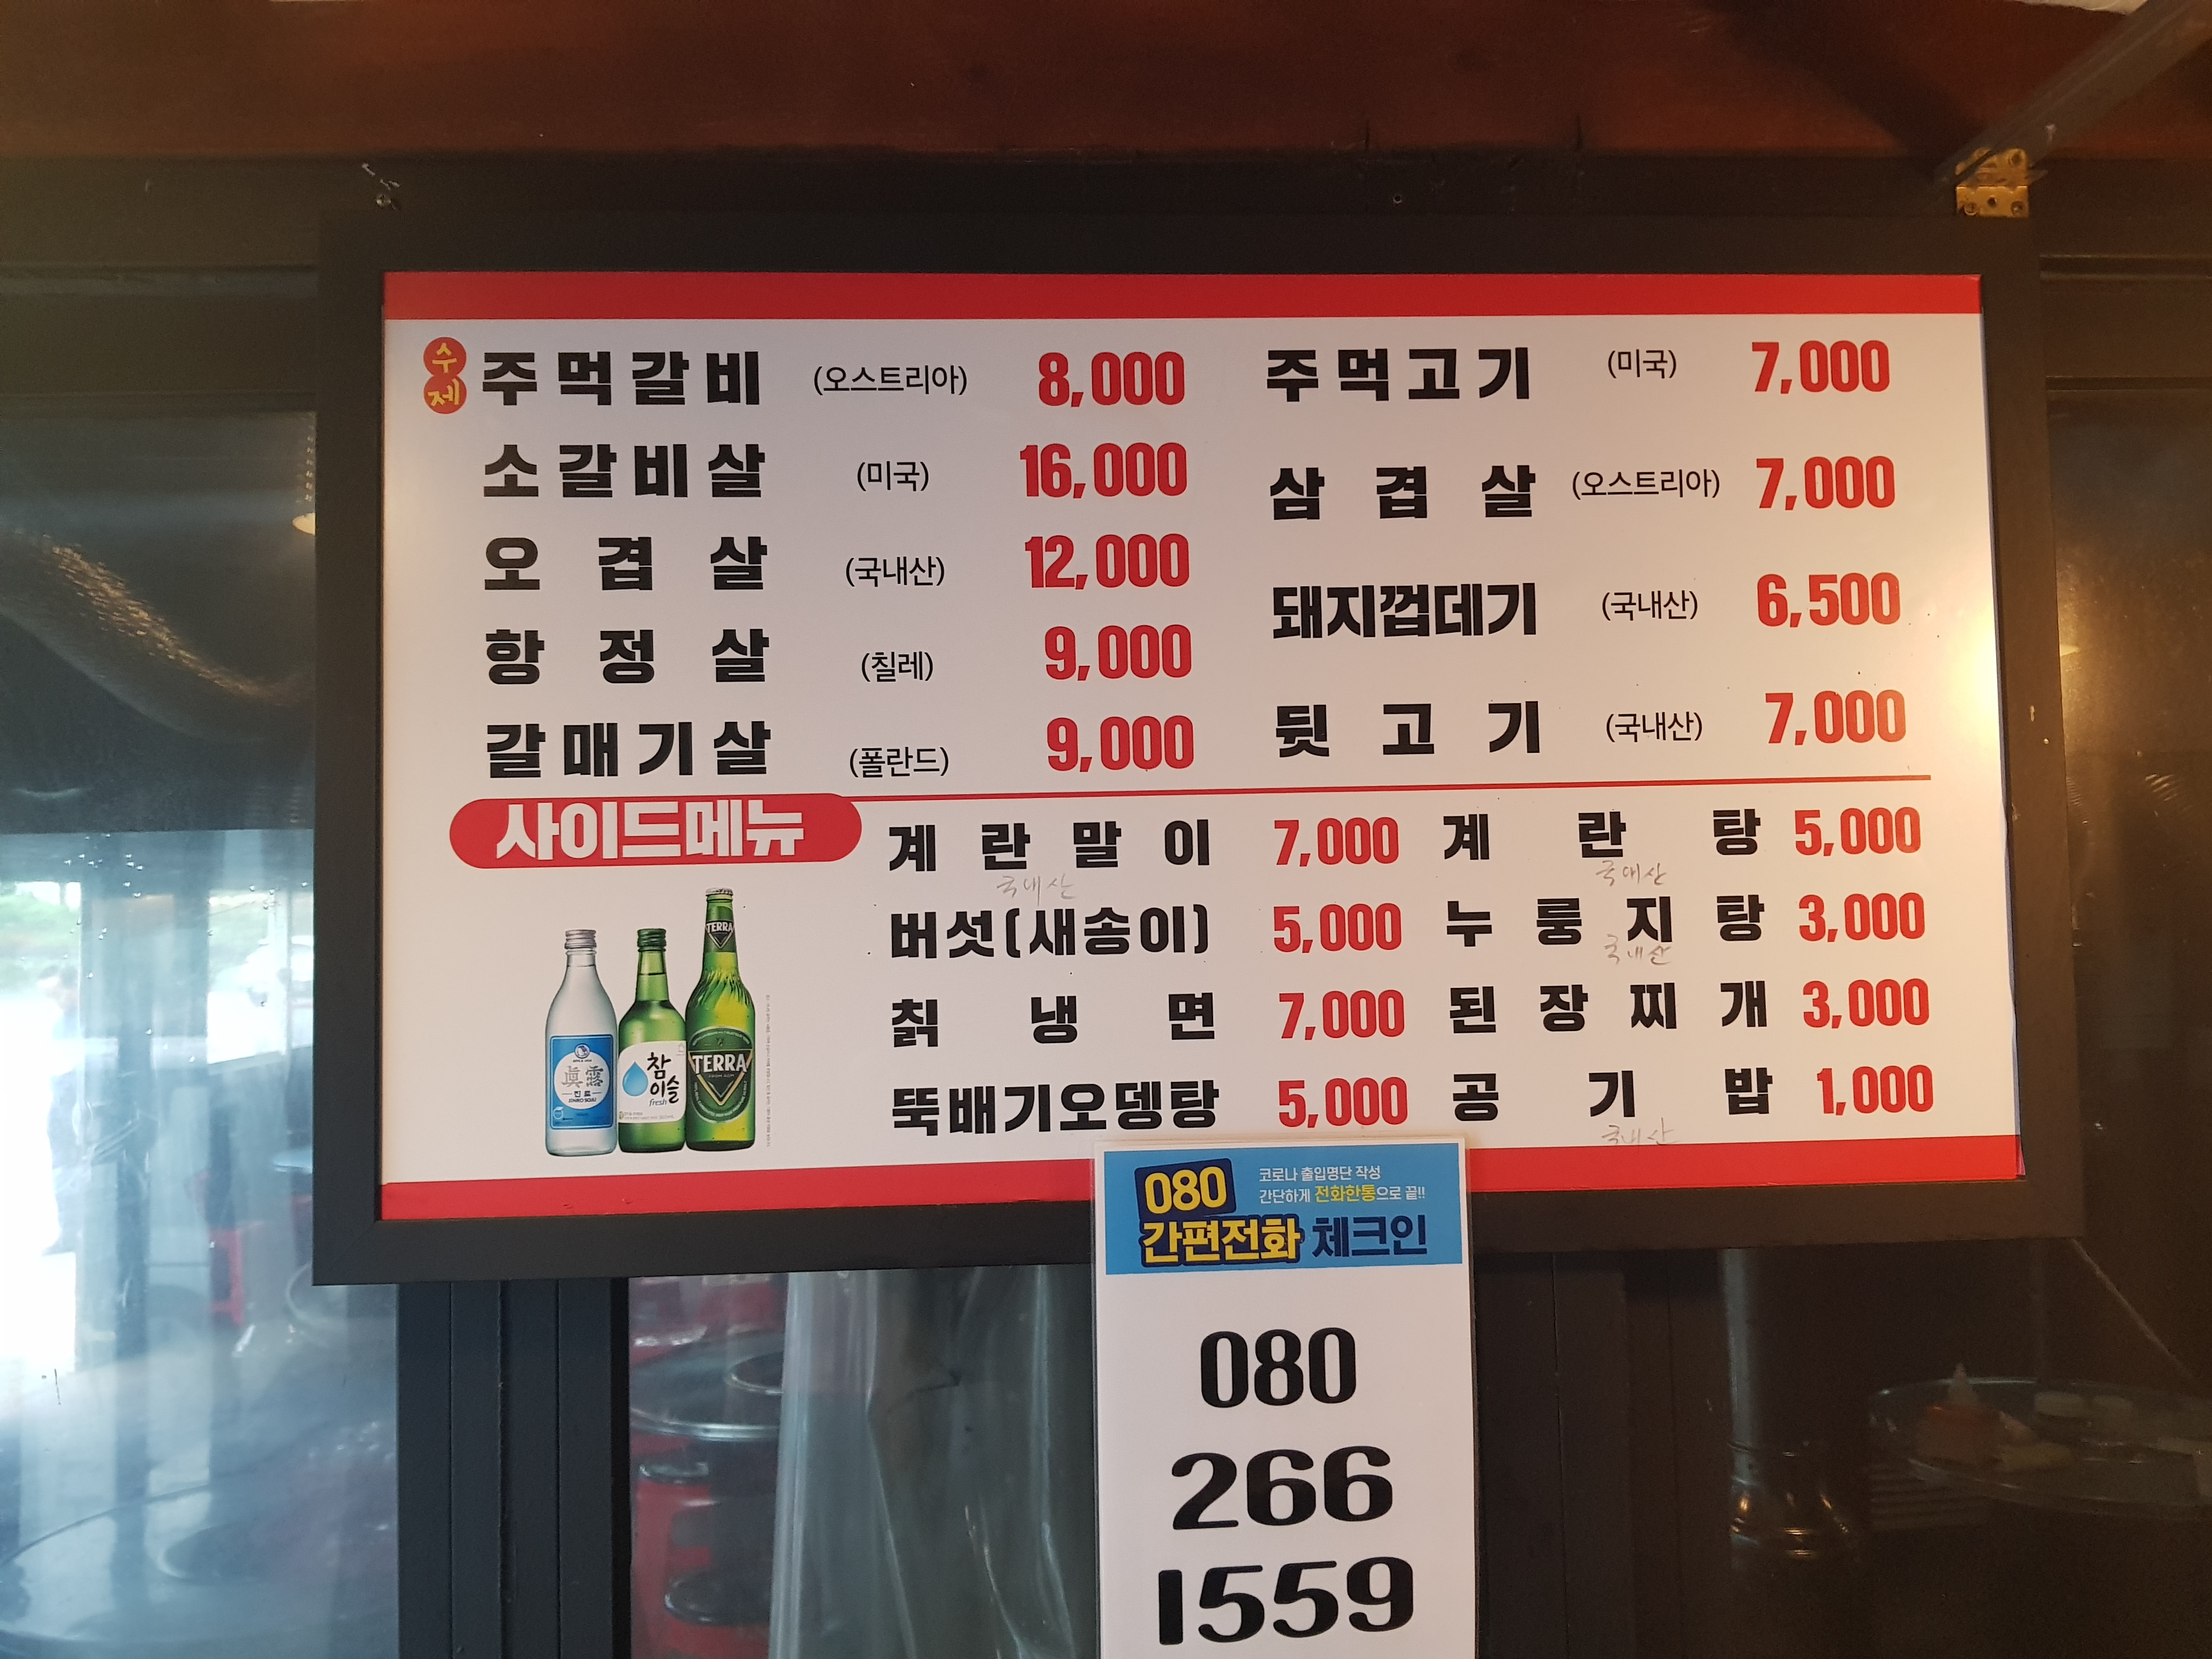 수제 주먹갈비 (오스트리아) 8,000
소갈비살 (미국) 16,000
오겹살 (국내산) 12,000
항정살 (칠레) 9,000
갈매기살 (폴란드) 9,000
주먹고기 (미국) 7,000
삼겹살 (오스트리아) 7,000
돼지껍데기 (국내산) 6,500
뒷고기 (국내산) 7,000
사이드메뉴
계란말이 7,000
국내산
버섯(새송이) 5,000
칡냉면 7,000
뚝배기오뎅탕 5,000
계란탕 5,000
국내산
누룽지탕 3,000
국내산
된장찌개 3,000
공기밥 1,000
국내산
眞露
진로
JINRO SOJU
참
이슬
fresh
TERRA
TERRA
080
코로나 출입명단 작성
간단하게 전화한통으로 끝!!
간편전화 체크인
080
266
1559